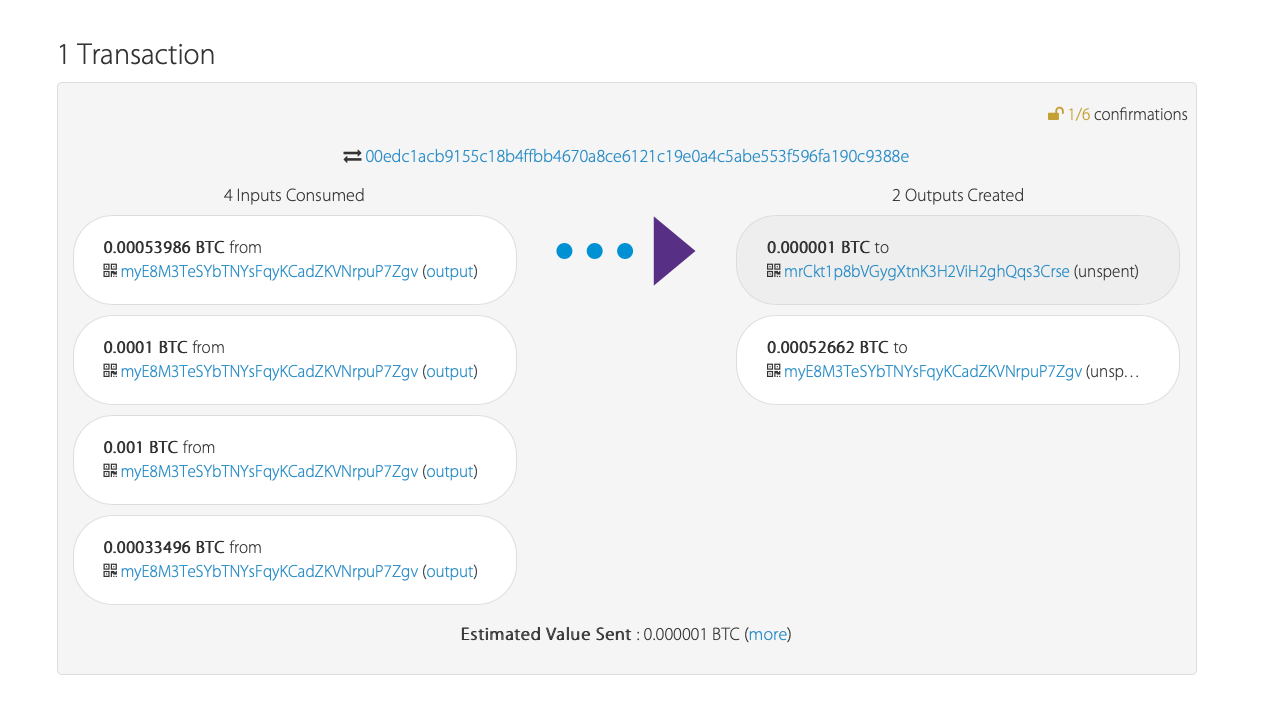 1 Transaction
1/6 confirmations
00edc1acb9155c18b4ffbb4670a8ce6121c19e0a4c5abe553f596fa190c9388e
4 Inputs Consumed
2 Outputs Created
0.00053986 BTC from
myE8M3TeSYbTNYsFqyKCadZKVNrpuP7Zgv (output)
0.0001 BTC from
myE8M3TeSYbTNYsFqyKCadZKVNrpuP7Zgv (output)
0.001 BTC from
myE8M3TeSYbTNYsFqyKCadZKVNrpuP7Zgv (output)
0.00033496 BTC from
myE8M3TeSYbTNYsFqyKCadZKVNrpuP7Zgv (output)
0.000001 BTC to
mrCkt1p8bVGygXtnK3H2ViH2ghQqs3Crse (unspent)
0.00052662 BTC to
myE8M3TeSYbTNYsFqyKCadZKVNrpuP7Zgv (unsp…
Estimated Value Sent : 0.000001 BTC (more)